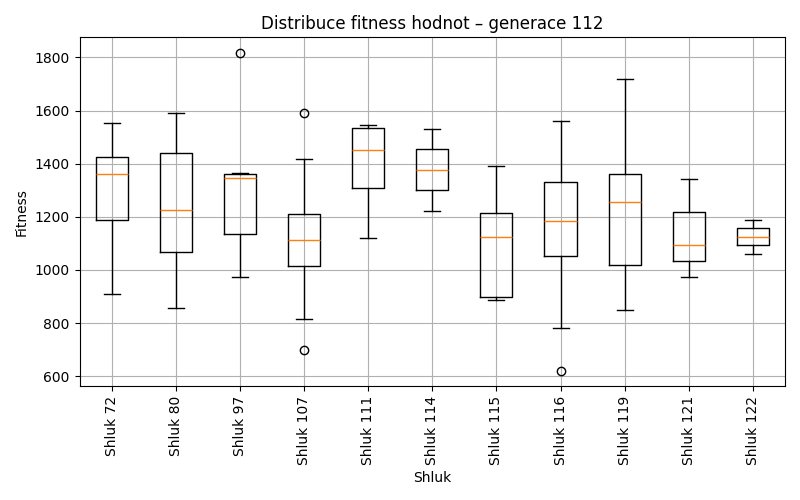 Distribuce fitness hodnot – generace 112
Fitness
1800
1600
1400
1200
1000
800
600
Shluk 72
Shluk 80
Shluk 97
Shluk 107
Shluk 111
Shluk 114
Shluk 115
Shluk 116
Shluk 119
Shluk 121
Shluk 122
Shluk